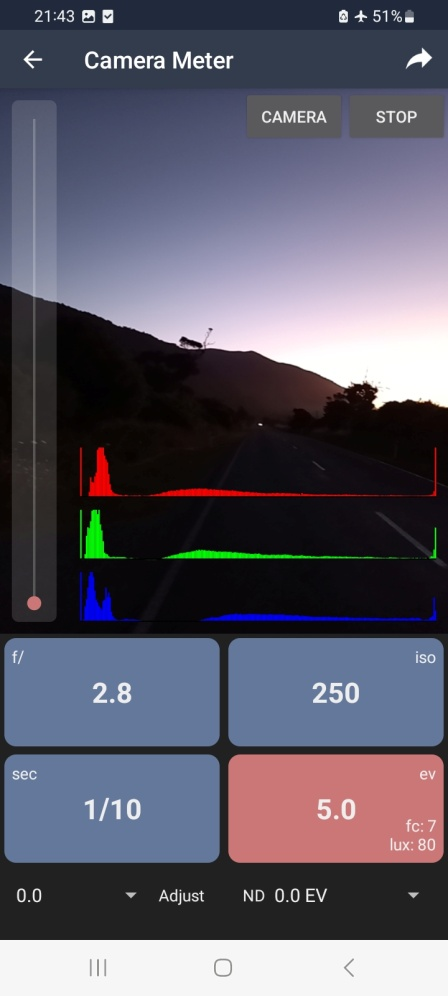 21:43 51%
Camera Meter
CAMERA STOP
f/ iso
2.8 250
sec ev
1/10 5.0
fc: 7
lux: 80
0.0 Adjust ND 0.0 EV